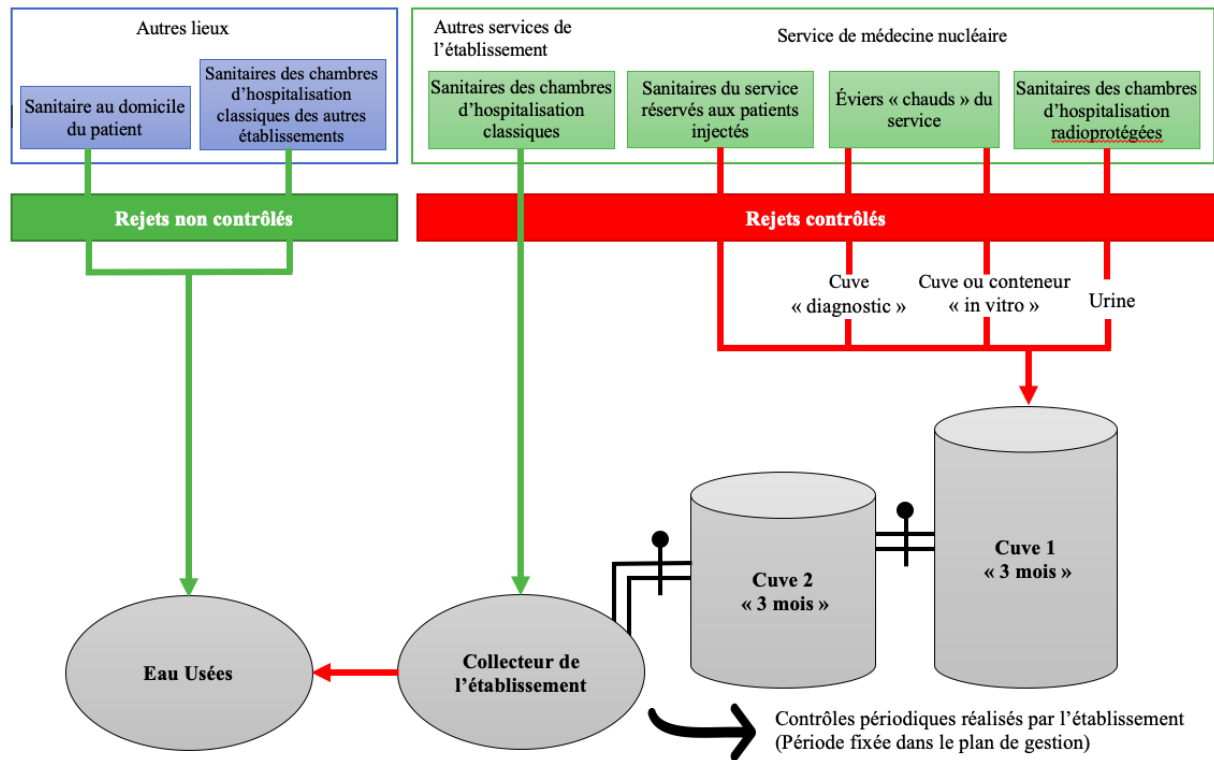 Autres lieux
Sanitaire au domicile
du patient
Sanitaires des chambres
d'hospitalisation
classiques des autres
établissements
Autres services de
l'établissement
Service de médecine nucléaire
Sanitaires des chambres
d'hospitalisation
classiques
Sanitaires du service
réservés aux patients
injectés
Éviers « chauds » du
service
Sanitaires des chambres
d'hospitalisation
radioprotégées
Rejets non contrôlés
Rejets contrôlés
Cuve
« diagnostic »
Cuve ou conteneur
« in vitro »
Urine
Cuve 1
« 3 mois »
Cuve 2
« 3 mois »
Collecteur de
l'établissement
Eau Usées
Contrôles périodiques réalisés par l'établissement
(Période fixée dans le plan de gestion)